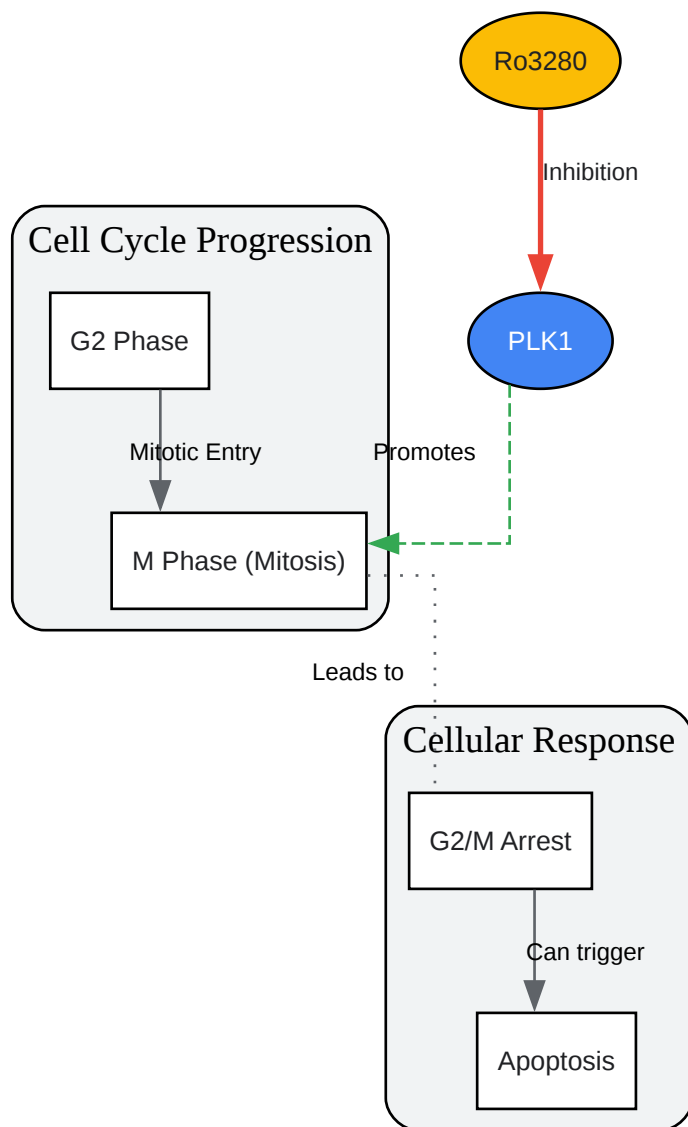 Ro3280
Inhibition
Cell Cycle Progression
G2 Phase
PLK1
Mitotic Entry
Promotes
M Phase (Mitosis)
Leads to
Cellular Response
G2/M Arrest
Can trigger
Apoptosis